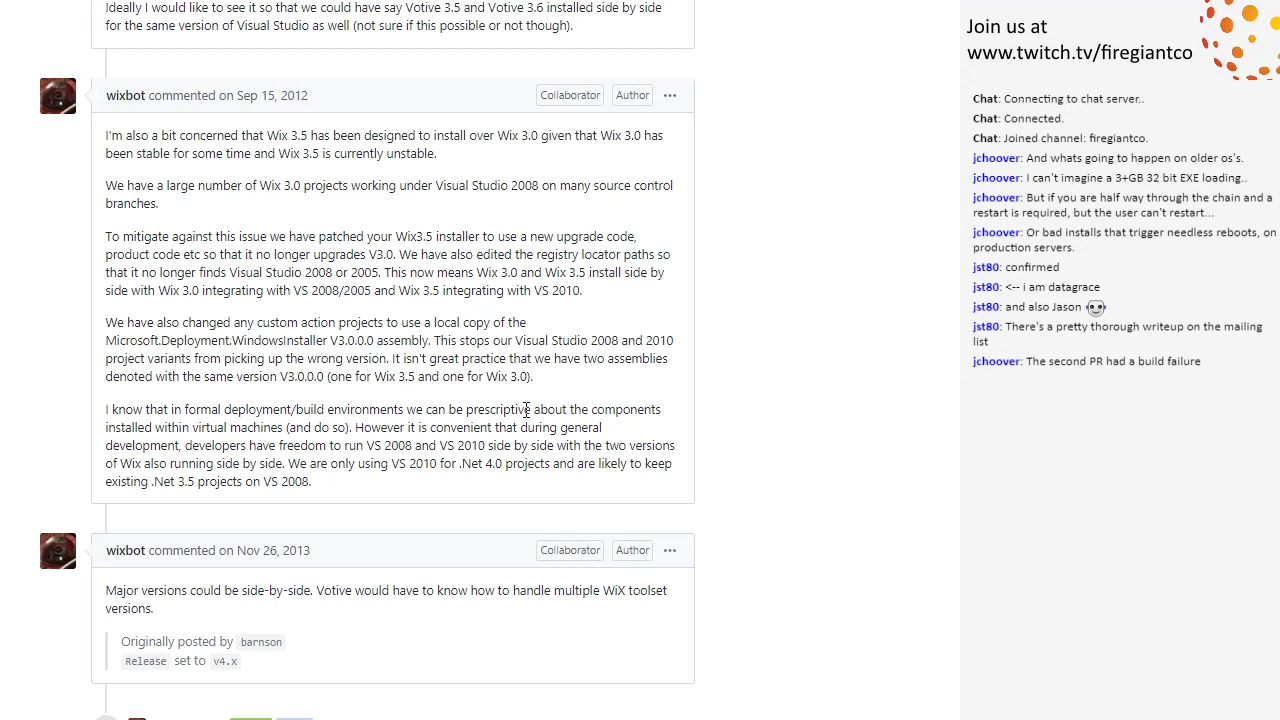 Ideally I would like to see it so that we could have say Votive 3.5 and Votive 3.6 installed side by side
for the same version of Visual Studio as well (not sure if this possible or not though).
wixbot commented on Sep 15, 2012
Collaborator
Author
I'm also a bit concerned that Wix 3.5 has been designed to install over Wix 3.0 given that Wix 3.0 has
been stable for some time and Wix 3.5 is currently unstable.
We have a large number of Wix 3.0 projects working under Visual Studio 2008 on many source control
branches.
To mitigate against this issue we have patched your Wix3.5 installer to use a new upgrade code,
product code etc so that it no longer upgrades V3.0. We have also edited the registry locator paths so
that it no longer finds Visual Studio 2008 or 2005. This now means Wix 3.0 and Wix 3.5 install side by
side with Wix 3.0 integrating with VS 2008/2005 and Wix 3.5 integrating with VS 2010.
We have also changed any custom action projects to use a local copy of the
Microsoft.Deployment.WindowsInstaller V3.0.0.0 assembly. This stops our Visual Studio 2008 and 2010
project variants from picking up the wrong version. It isn't great practice that we have two assemblies
denoted with the same version V3.0.0.0 (one for Wix 3.5 and one for Wix 3.0).
I know that in formal deployment/build environments we can be prescriptive about the components
installed within virtual machines (and do so). However it is convenient that during general
development, developers have freedom to run VS 2008 and VS 2010 side by side with the two versions
of Wix also running side by side. We are only using VS 2010 for .Net 4.0 projects and are likely to keep
existing .Net 3.5 projects on VS 2008.
wixbot commented on Nov 26, 2013
Collaborator
Author
Major versions could be side-by-side. Votive would have to know how to handle multiple WiX toolset
versions.
Originally posted by barnson
Release set to v4.x
Join us at
www.twitch.tv/firegiantco
Chat: Connecting to chat server..
Chat: Connected.
Chat: Joined channel: firegiantco.
jchoover: And whats going to happen on older os's.
jchoover: I can't imagine a 3+GB 32 bit EXE loading..
jchoover: But if you are half way through the chain and a
restart is required, but the user can't restart...
jchoover: Or bad installs that trigger needless reboots, on
production servers.
jst80: confirmed
jst80: <-- i am datagrace
jst80: and also Jason
jst80: There's a pretty thorough writeup on the mailing
list
jchoover: The second PR had a build failure